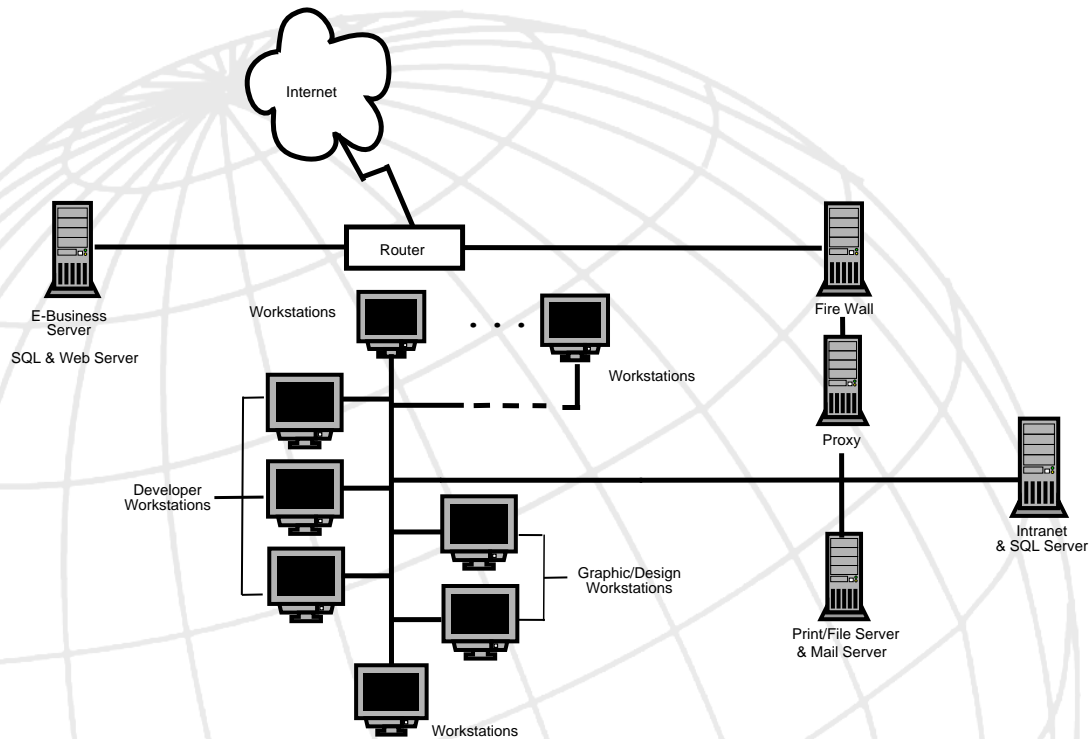 Internet
Router
E-Business
Server
SQL & Web Server
Fire Wall
Workstations
. . .
Workstations
Proxy
Developer
Workstations
Intranet
& SQL Server
Graphic/Design
Workstations
Print/File Server
& Mail Server
Workstations